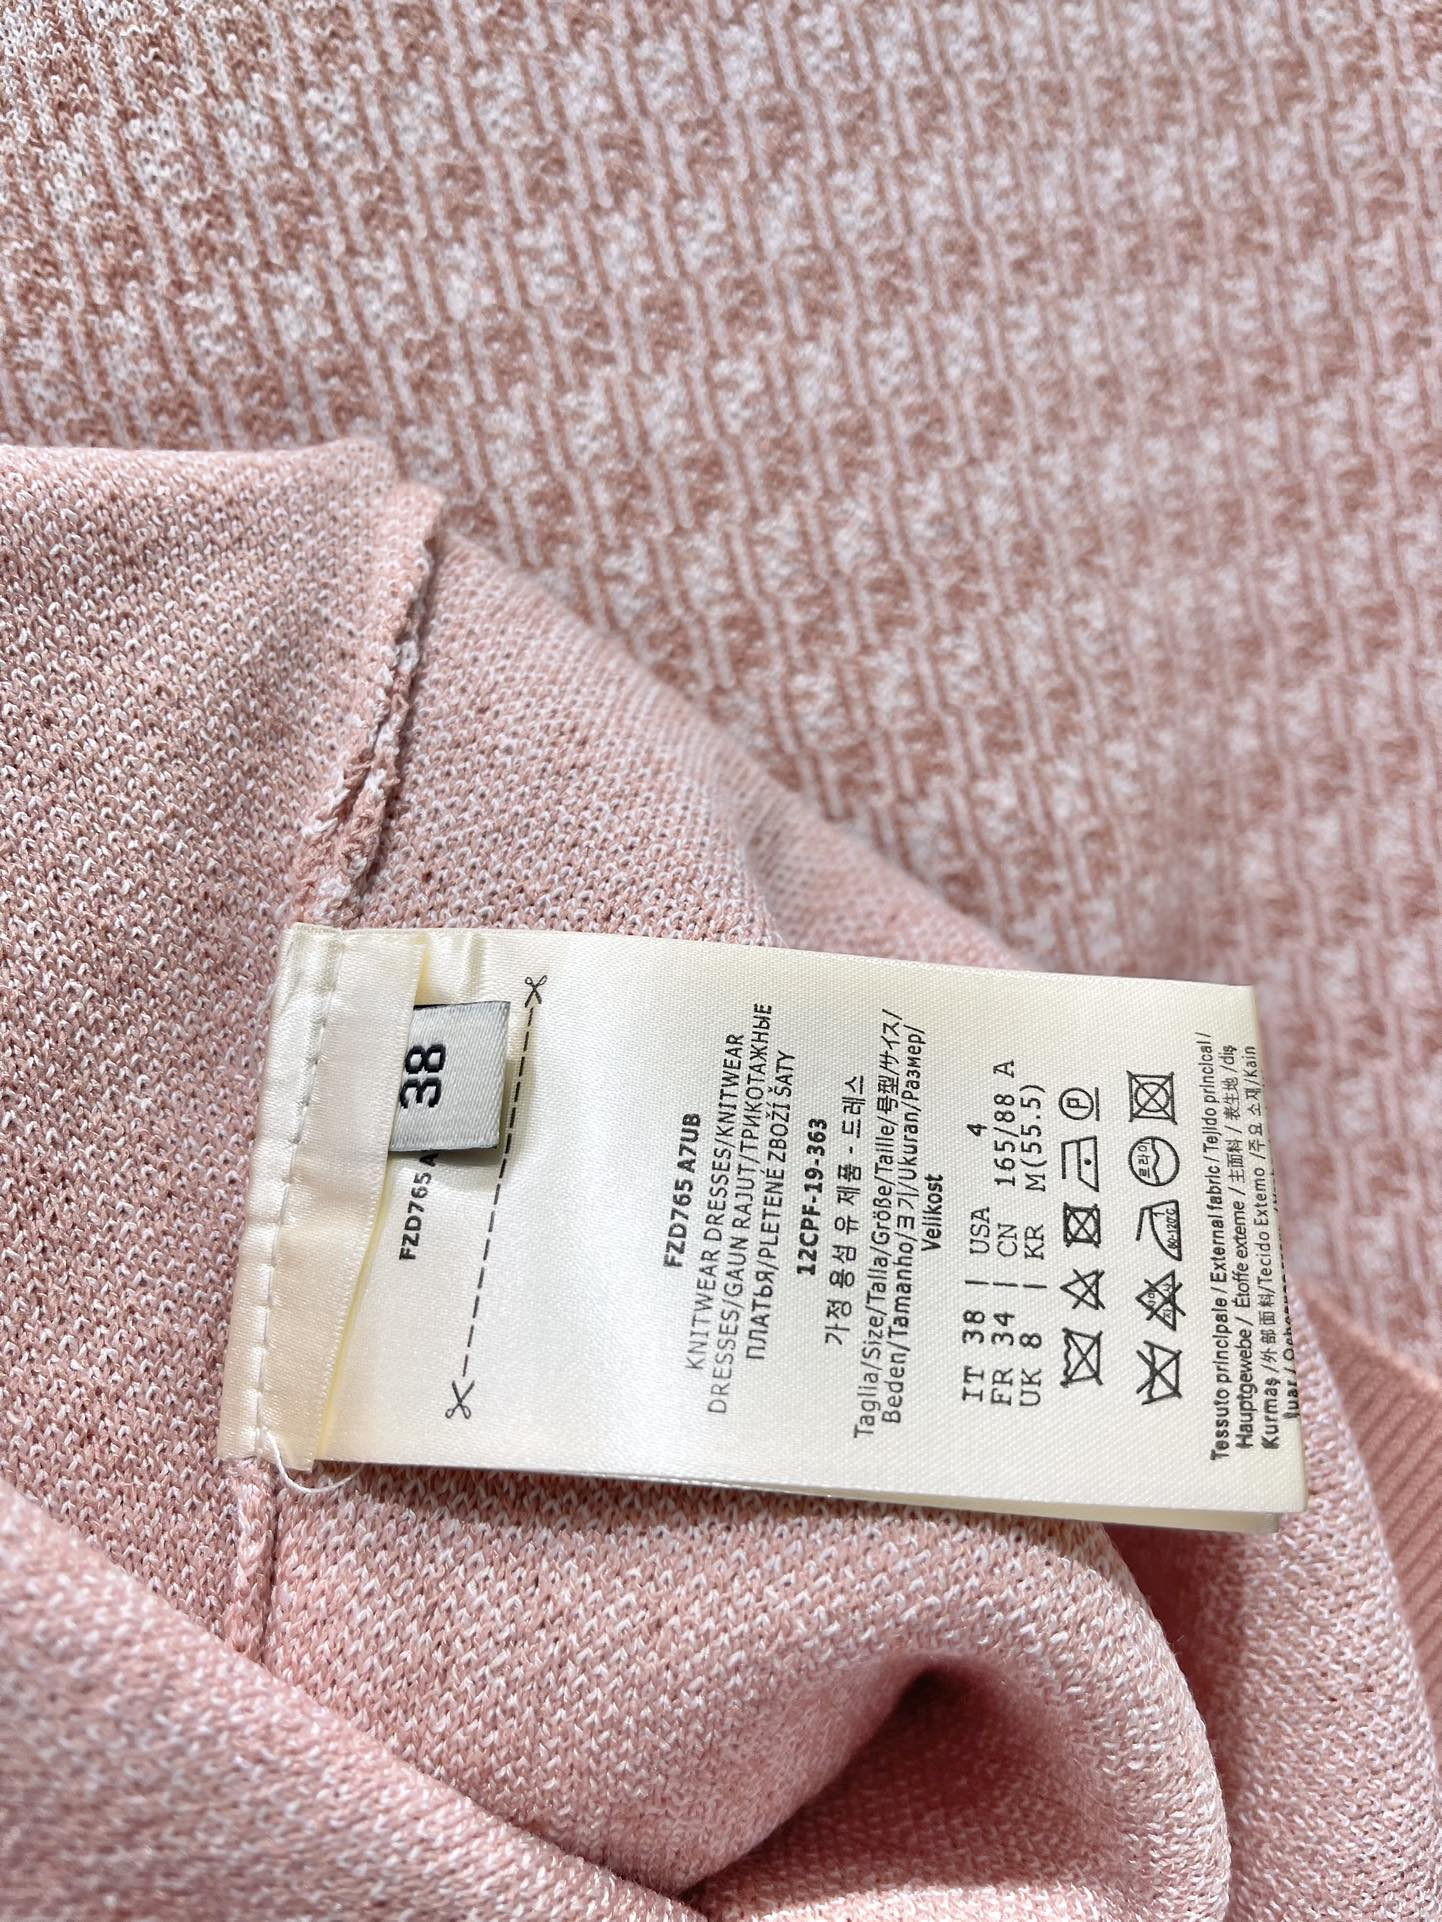 38
FZD765 A
FZD765 A7UB
KNITWEAR DRESSES/KNITWEAR
DRESSES/GAUN RAJUT/ТРИКОТАЖНЫЕ
ПЛАТЬЯ/PLETENÉ ZBOŽÍ ŠATY
12CPF-19-363
가정용섬유제품 - 드레스
Taglia/Size/Talla/Größe/Taille/号型/サイズ/
Beden/Tamanho/크기/Ukuran/Размер/
Velikost
IT 38 | USA 4
FR 34 | CN 165/88 A
UK 8 | KR M(55.5)
P
80-120℃
Tessuto principale / External fabric / Tejido principal /
Hauptgewebe / Étoffe externe / 主面料 / 表生地 / dış
Kumaş / 外部面料 / Tecido Externo / 주요 소재 / Kain
luar /